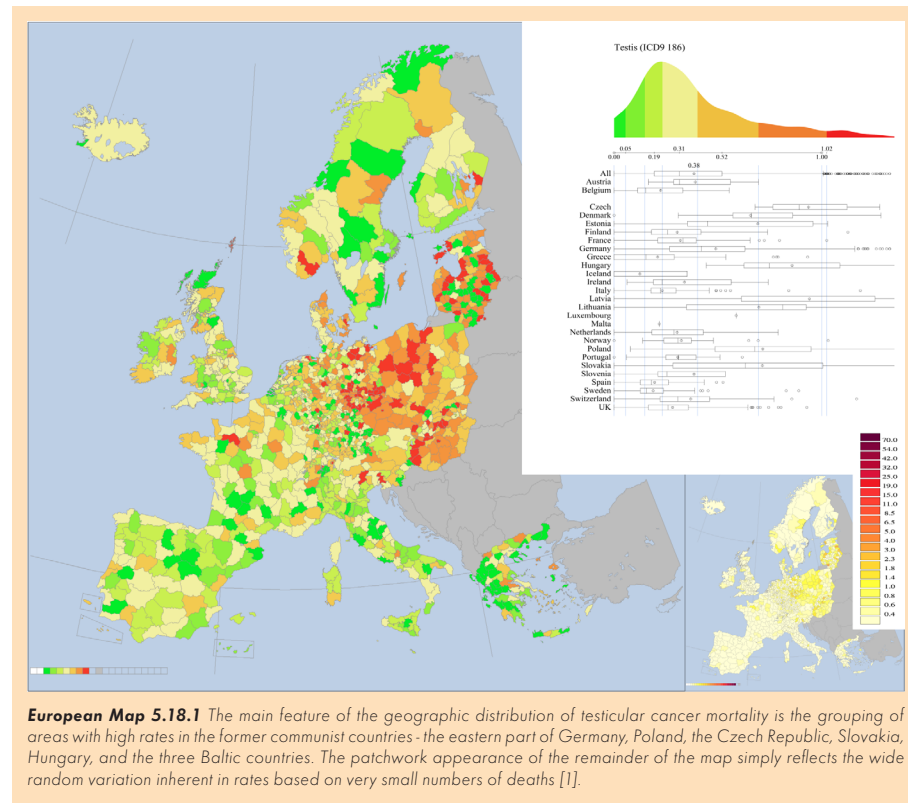 Testis (ICD9 186)
0.05 0.31 1.02
0.00 0.19 0.52 1.00
0.38
All
Austria
Belgium
Czech
Denmark
Estonia
Finland
France
Germany
Greece
Hungary
Iceland
Ireland
Italy
Latvia
Lithuania
Luxembourg
Malta
Netherlands
Norway
Poland
Portugal
Slovakia
Slovenia
Spain
Sweden
Switzerland
UK
70.0
54.0
42.0
32.0
25.0
19.0
15.0
11.0
8.5
6.5
5.0
4.0
3.0
2.3
1.8
1.4
1.0
0.8
0.6
0.4
European Map 5.18.1 The main feature of the geographic distribution of testicular cancer mortality is the grouping of
areas with high rates in the former communist countries - the eastern part of Germany, Poland, the Czech Republic, Slovakia,
Hungary, and the three Baltic countries. The patchwork appearance of the remainder of the map simply reflects the wide
random variation inherent in rates based on very small numbers of deaths [1].